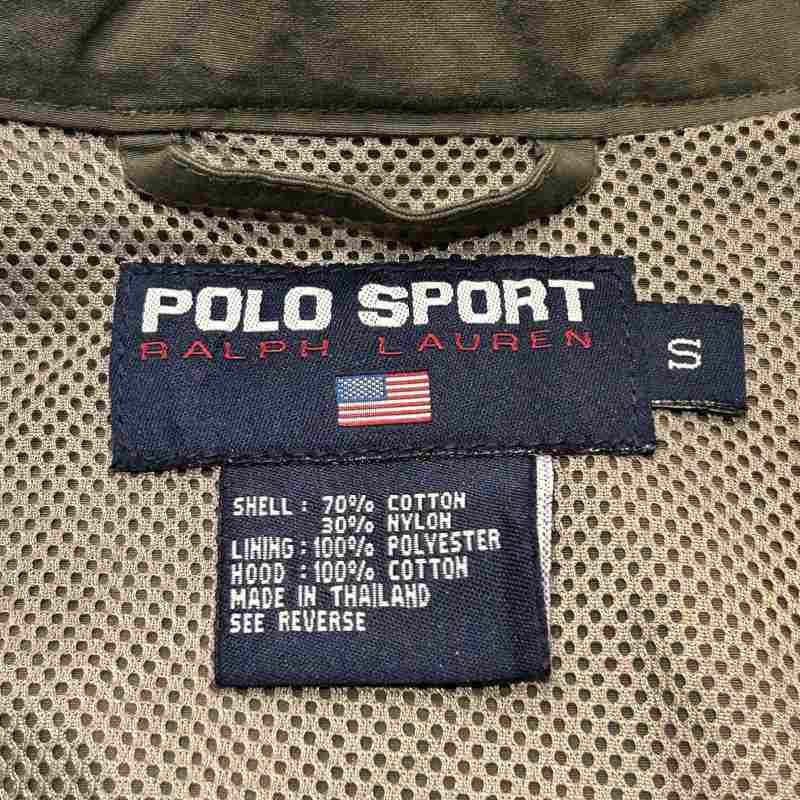 POLO SPORT
RALPH LAUREN
S
SHELL : 70% COTTON
30% NYLON
LINING : 100% POLYESTER
HOOD : 100% COTTON
MADE IN THAILAND
SEE REVERSE